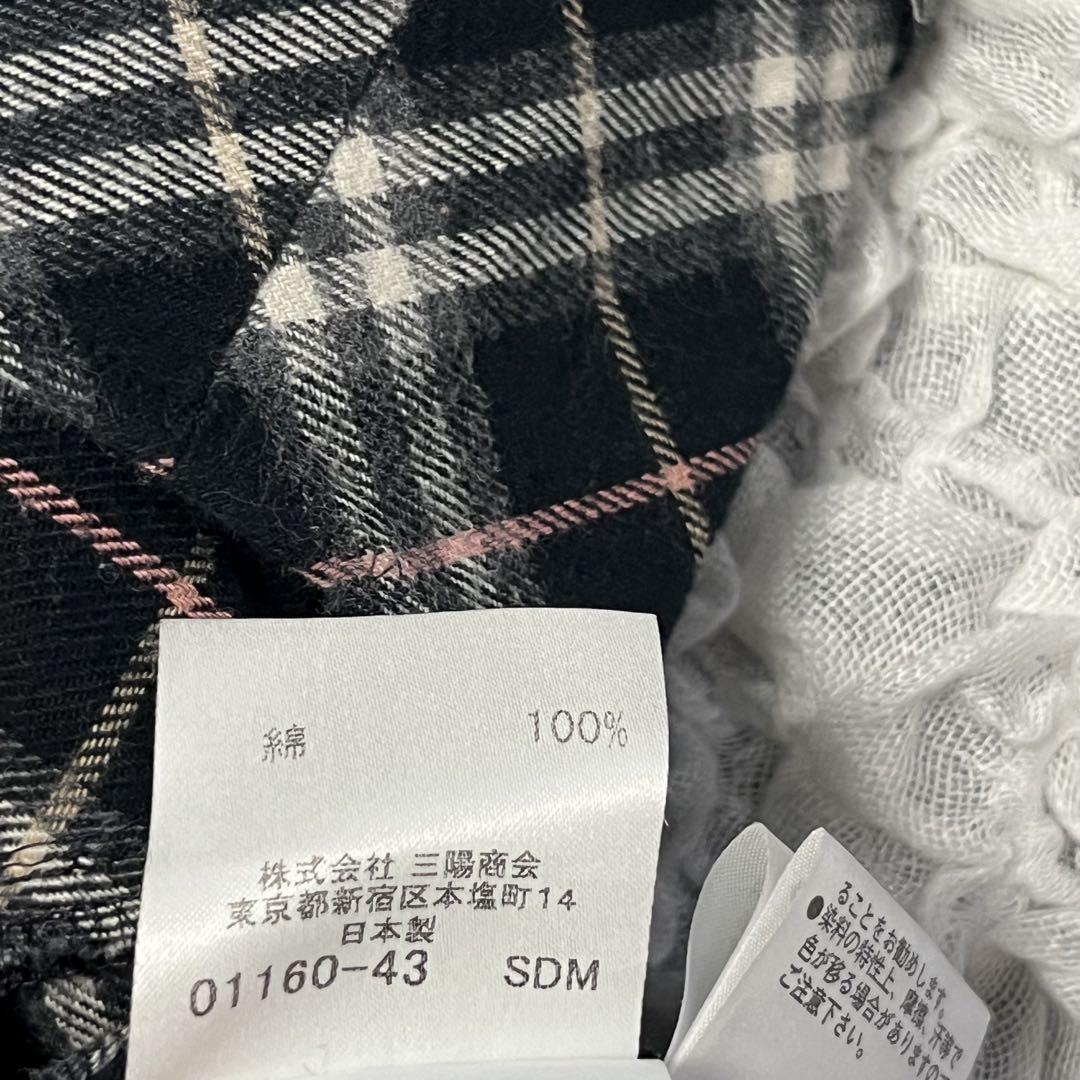 綿 100%
株式会社 三陽商会
東京都新宿区本塩町14
日本製
01160-43 SDM
ることをお勧めします。
●染料の特性上、摩擦、汗等で
色が移る場合がありますので
ご注意下さい。